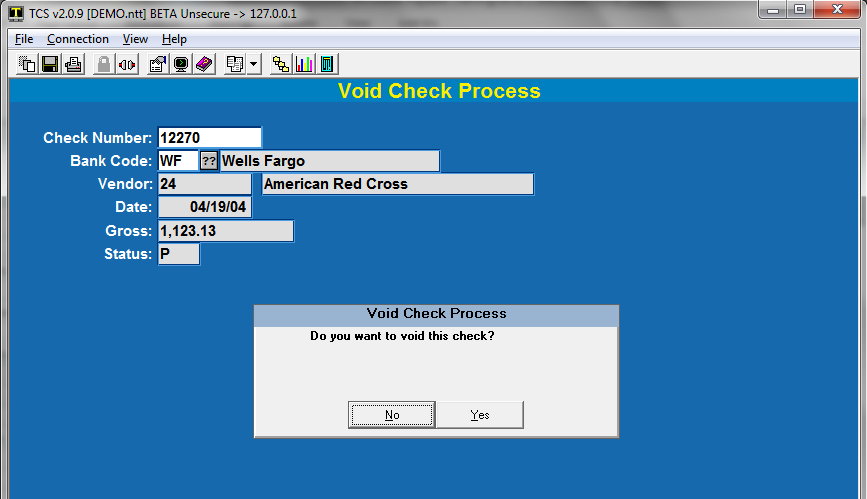 TCS v2.0.9 [DEMO.ntt] BETA Unsecure -> 127.0.0.1
File Connection View Help
Void Check Process
Check Number: 12270
Bank Code: WF ?? Wells Fargo
Vendor: 24 American Red Cross
Date: 04/19/04
Gross: 1,123.13
Status: P
Void Check Process
Do you want to void this check?
No Yes